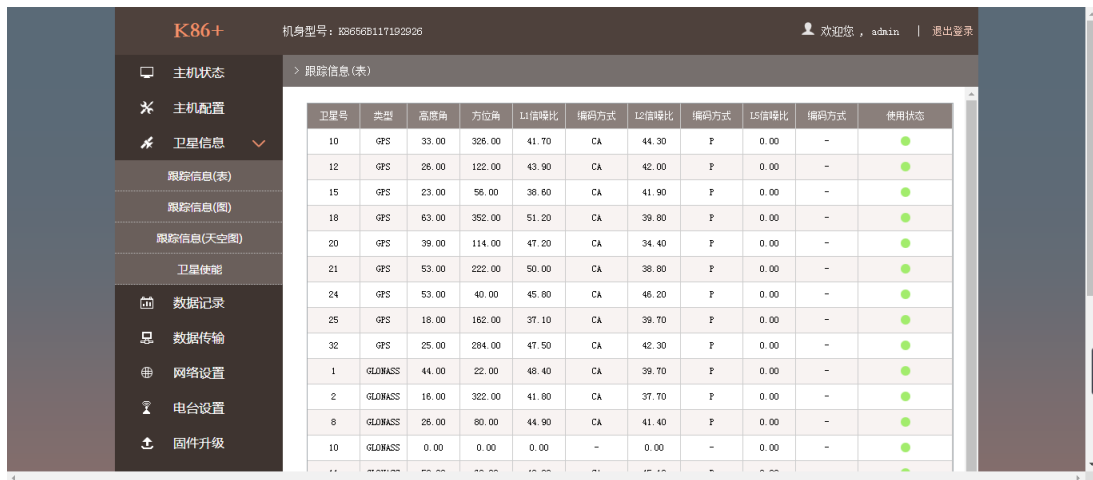 K86+ 机身型号：K8656B117192926 欢迎您 ，admin | 退出登录
主机状态
主机配置
卫星信息
跟踪信息(表)
跟踪信息(图)
跟踪信息(天空图)
卫星使能
数据记录
数据传输
网络设置
电台设置
固件升级
> 跟踪信息(表)
卫星号 类型 高度角 方位角 L1信噪比 编码方式 L2信噪比 编码方式 L5信噪比 编码方式 使用状态
10 GPS 33.00 326.00 41.70 CA 44.30 P 0.00 -
12 GPS 26.00 122.00 43.90 CA 42.00 P 0.00 -
15 GPS 23.00 56.00 38.60 CA 41.90 P 0.00 -
18 GPS 63.00 352.00 51.20 CA 39.80 P 0.00 -
20 GPS 39.00 114.00 47.20 CA 34.40 P 0.00 -
21 GPS 53.00 222.00 50.00 CA 38.80 P 0.00 -
24 GPS 53.00 40.00 45.80 CA 46.20 P 0.00 -
25 GPS 18.00 162.00 37.10 CA 39.70 P 0.00 -
32 GPS 25.00 284.00 47.50 CA 42.30 P 0.00 -
1 GLONASS 44.00 22.00 48.40 CA 39.70 P 0.00 -
2 GLONASS 16.00 322.00 41.80 CA 37.70 P 0.00 -
8 GLONASS 26.00 80.00 44.90 CA 41.40 P 0.00 -
10 GLONASS 0.00 0.00 0.00 - 0.00 - 0.00 -